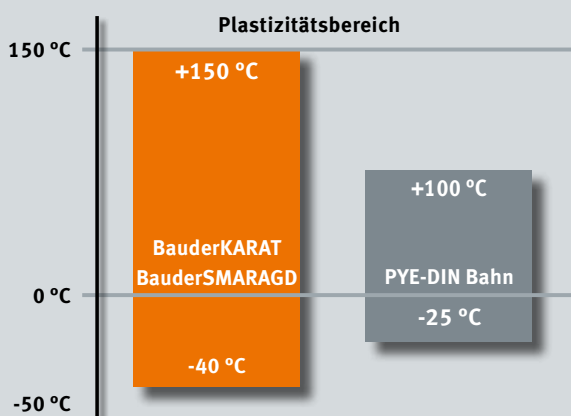 Plastizitätsbereich
150 °C
+150 °C
+100 °C
BauderKARAT
BauderSMARAGD
PYE-DIN Bahn
0 °C
-25 °C
-40 °C
-50 °C